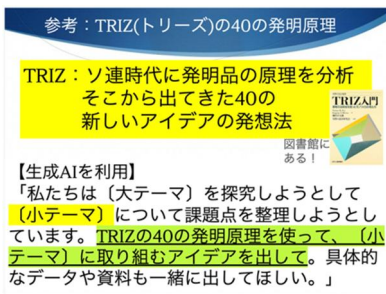 参考：TRIZ(トリーズ)の40の発明原理
TRIZ：ソ連時代に発明品の原理を分析
そこから出てきた40の
新しいアイデアの発想法
TRIZ入門
図書館に
ある！
【生成AIを利用】
「私たちは〔大テーマ〕を探究しようとして
〔小テーマ〕について課題点を整理しようとし
ています。TRIZの40の発明原理を使って、〔小
テーマ〕に取り組むアイデアを出して。具体的
なデータや資料も一緒に出してほしい。」